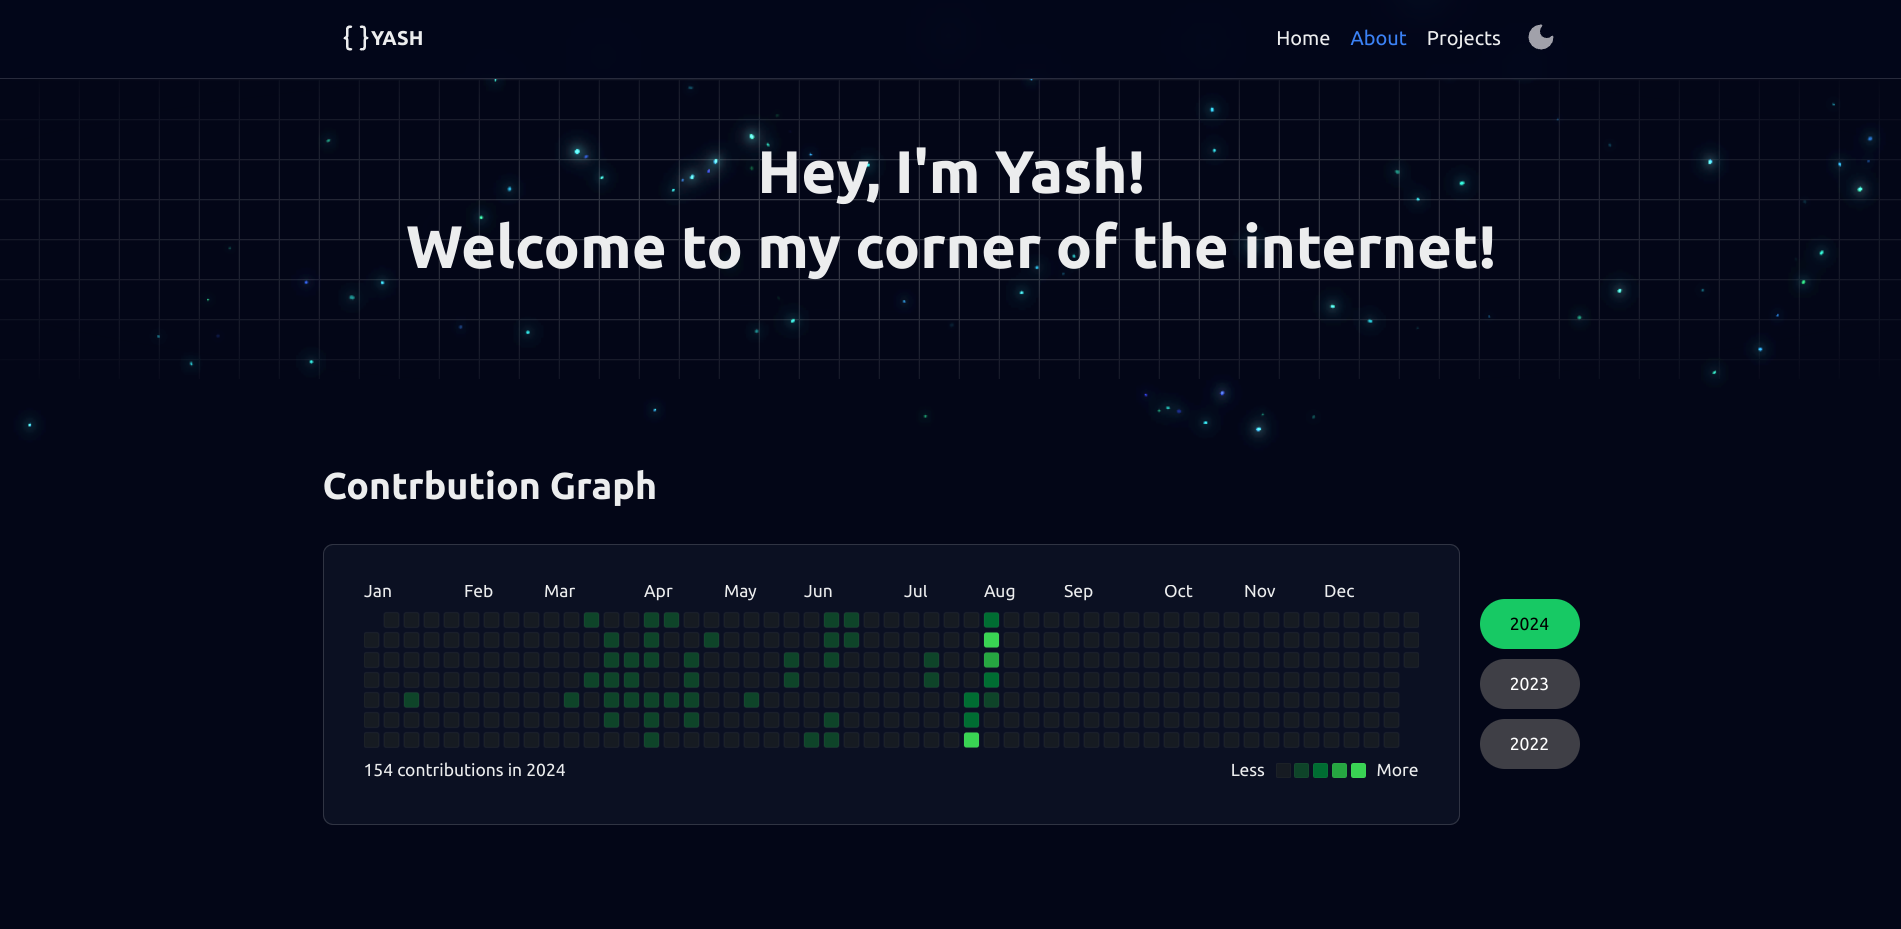 { }YASH
Home About Projects
Hey, I'm Yash!
Welcome to my corner of the internet!
Contrbution Graph
Jan Feb Mar Apr May Jun Jul Aug Sep Oct Nov Dec
154 contributions in 2024
Less More
2024
2023
2022